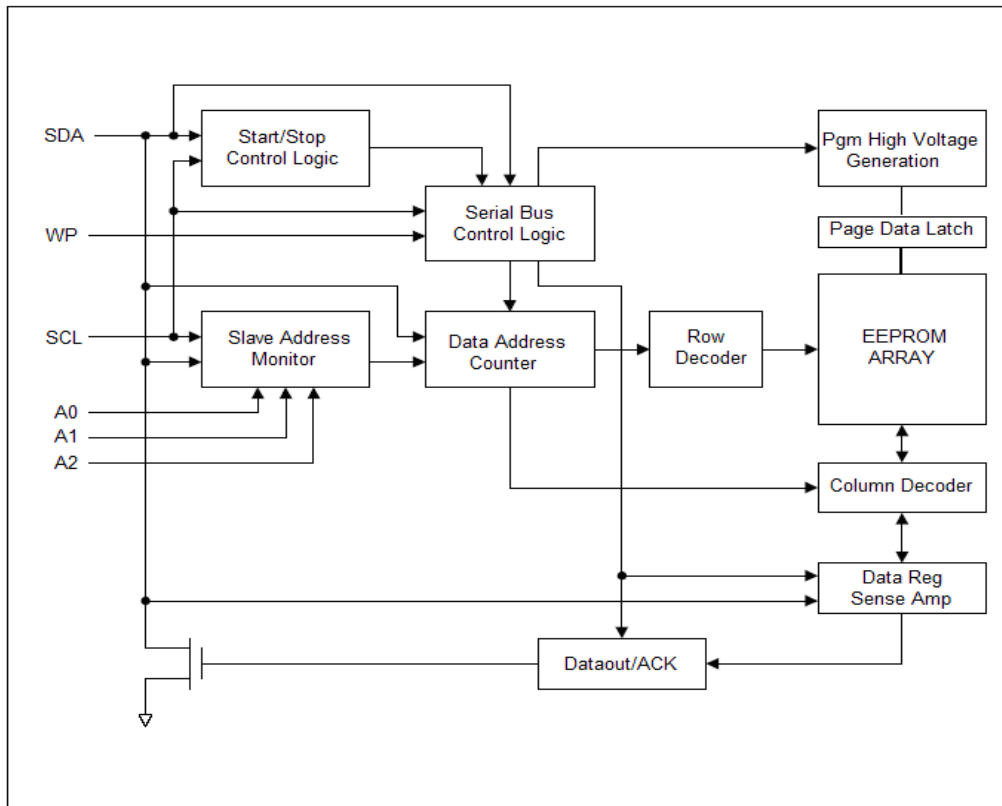 SDA
Start/Stop
Control Logic
Pgm High Voltage
Generation
WP
Serial Bus
Control Logic
Page Data Latch
SCL
Slave Address
Monitor
Data Address
Counter
Row
Decoder
EEPROM
ARRAY
A0
A1
A2
Column Decoder
Data Reg
Sense Amp
Dataout/ACK